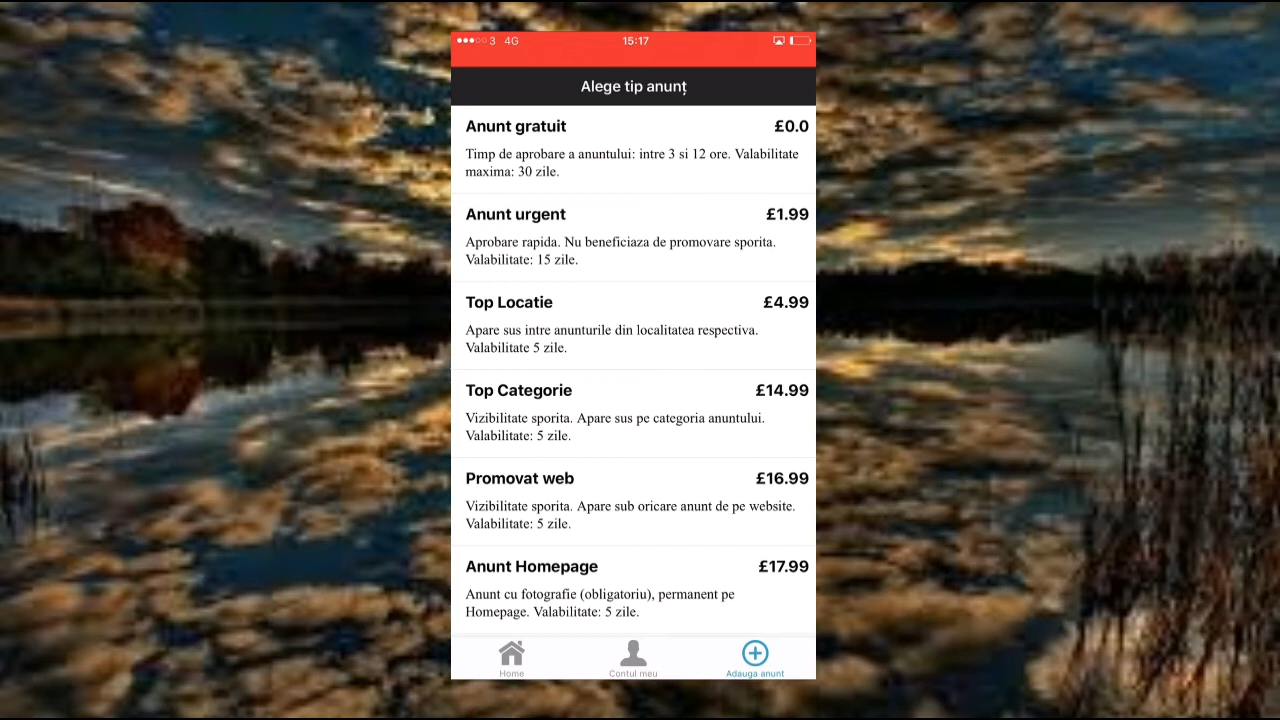 3 4G 15:17
Alege tip anunț
Anunt gratuit £0.0
Timp de aprobare a anuntului: intre 3 si 12 ore. Valabilitate
maxima: 30 zile.
Anunt urgent £1.99
Aprobare rapida. Nu beneficiaza de promovare sporita.
Valabilitate: 15 zile.
Top Locatie £4.99
Apare sus intre anunturile din localitatea respectiva.
Valabilitate 5 zile.
Top Categorie £14.99
Vizibilitate sporita. Apare sus pe categoria anuntului.
Valabilitate: 5 zile.
Promovat web £16.99
Vizibilitate sporita. Apare sub oricare anunt de pe website.
Valabilitate: 5 zile.
Anunt Homepage £17.99
Anunt cu fotografie (obligatoriu), permanent pe
Homepage. Valabilitate: 5 zile.
Home Contul meu Adauga anunt